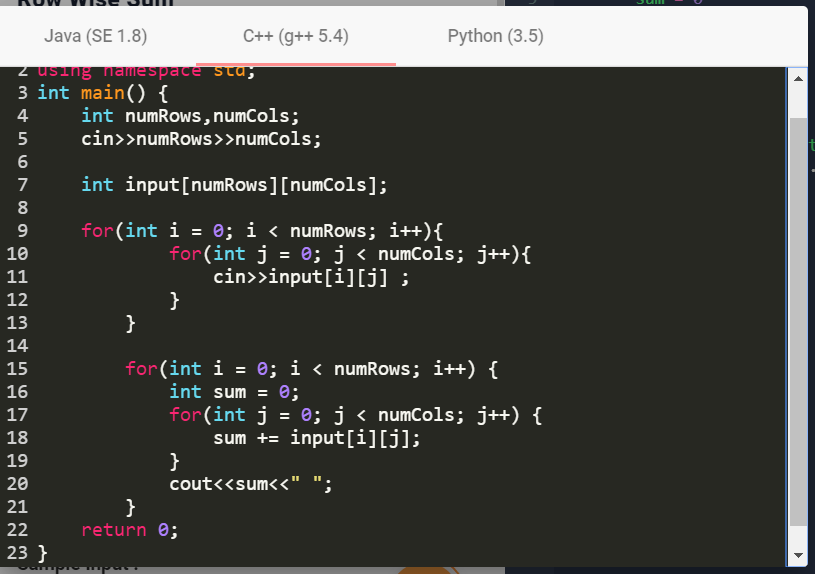 Row Wise Sum
9 sum = 0
Java (SE 1.8) C++ (g++ 5.4) Python (3.5)
2 using namespace std;
3 int main() {
4     int numRows,numCols;
5     cin>>numRows>>numCols;
6
7     int input[numRows][numCols];
8
9     for(int i = 0; i < numRows; i++){
10             for(int j = 0; j < numCols; j++){
11                 cin>>input[i][j] ;
12             }
13         }
14
15         for(int i = 0; i < numRows; i++) {
16             int sum = 0;
17             for(int j = 0; j < numCols; j++) {
18                 sum += input[i][j];
19             }
20             cout<<sum<<" ";
21         }
22     return 0;
23 }
Sample Input :